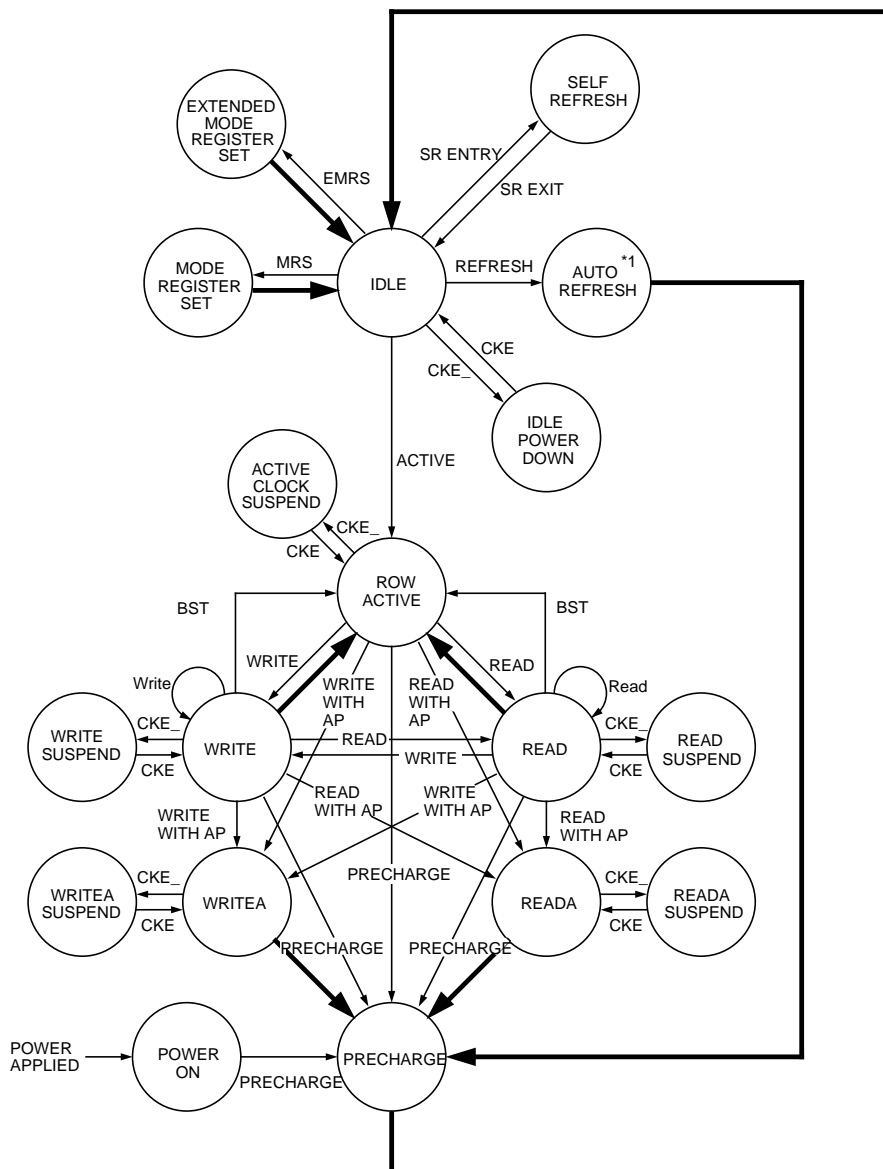 SELF
REFRESH
EXTENDED
MODE
REGISTER
SET
SR ENTRY
EMRS
SR EXIT
MODE
REGISTER
SET
MRS
IDLE
REFRESH
AUTO *1
REFRESH
CKE
CKE_
IDLE
POWER
DOWN
ACTIVE
ACTIVE
CLOCK
SUSPEND
CKE_
CKE
ROW
ACTIVE
BST
BST
WRITE
READ
Write
WRITE
WITH
AP
READ
WITH
AP
Read
WRITE
SUSPEND
CKE_
CKE
WRITE
READ
WRITE
READ
CKE_
CKE
READ
SUSPEND
WRITE
WITH AP
READ
WITH AP
WRITE
WITH AP
READ
WITH AP
WRITEA
SUSPEND
CKE_
CKE
WRITEA
PRECHARGE
READA
CKE_
CKE
READA
SUSPEND
PRECHARGE
PRECHARGE
POWER
APPLIED
POWER
ON
PRECHARGE
PRECHARGE